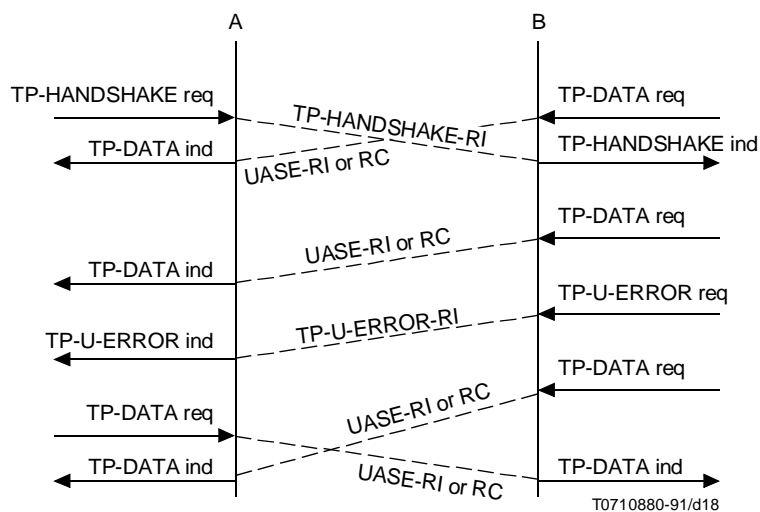 A B
TP-HANDSHAKE req TP-HANDSHAKE-RI TP-DATA req
TP-DATA ind UASE-RI or RC TP-HANDSHAKE ind
UASE-RI or RC TP-DATA req
TP-DATA ind
TP-U-ERROR-RI TP-U-ERROR req
TP-U-ERROR ind
UASE-RI or RC TP-DATA req
TP-DATA req
TP-DATA ind UASE-RI or RC TP-DATA ind
T0710880-91/d18